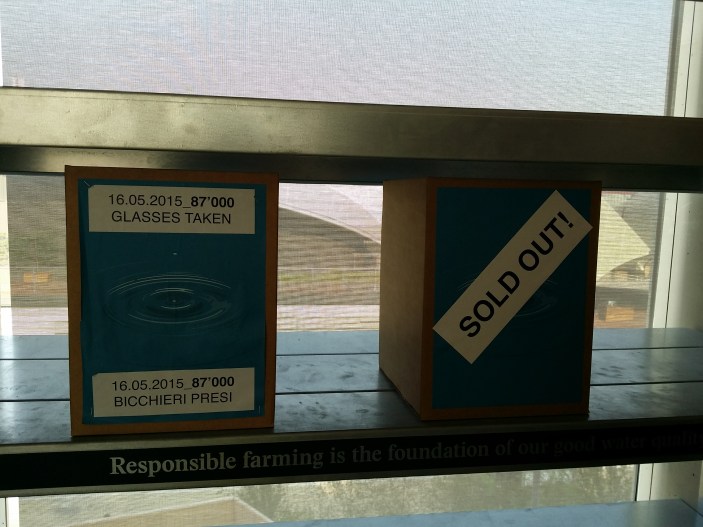 16.05.2015_87'000
GLASSES TAKEN
16.05.2015_87'000
BICCHIERI PRESI
SOLD OUT!
Responsible farming is the foundation of our good water